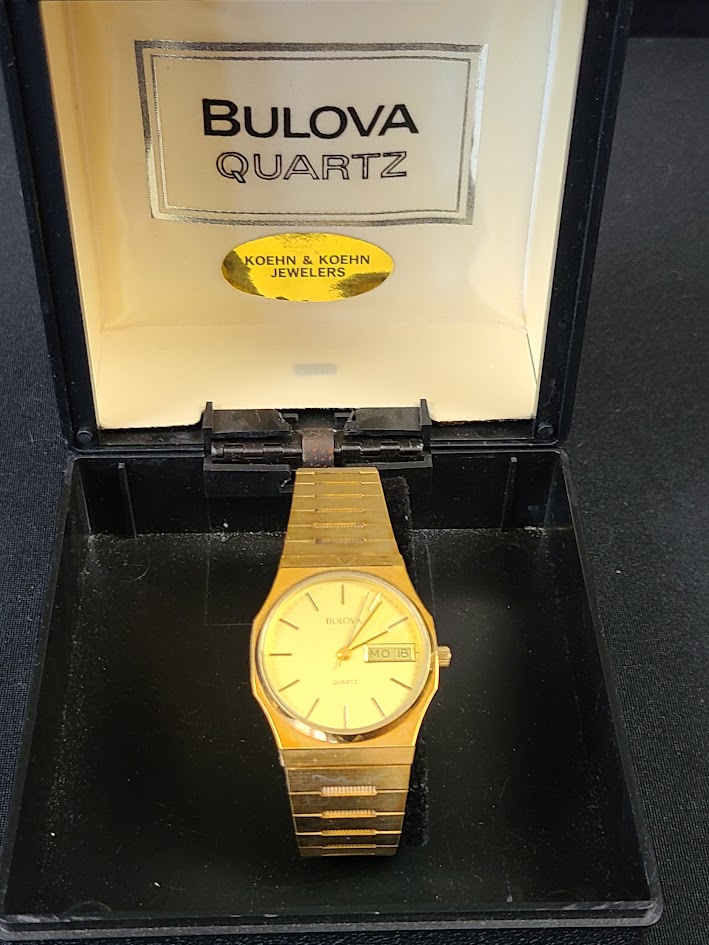 BULOVA
QUARTZ
KOEHN & KOEHN
JEWELERS
BULOVA
MO 18
QUARTZ